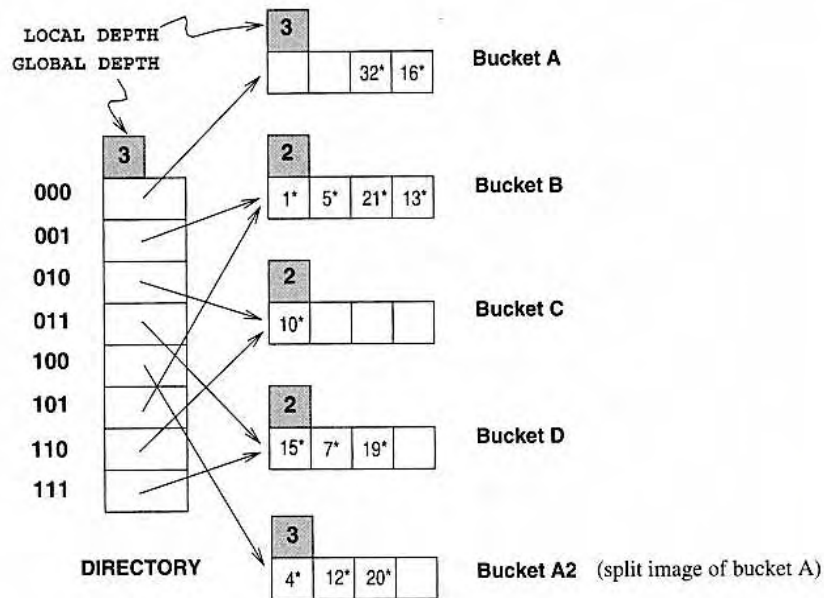 LOCAL DEPTH
GLOBAL DEPTH
3
000
001
010
011
100
101
110
111
DIRECTORY
3
32* 16*
Bucket A
2
1* 5* 21* 13*
Bucket B
2
10*
Bucket C
2
15* 7* 19*
Bucket D
3
4* 12* 20*
Bucket A2 (split image of bucket A)